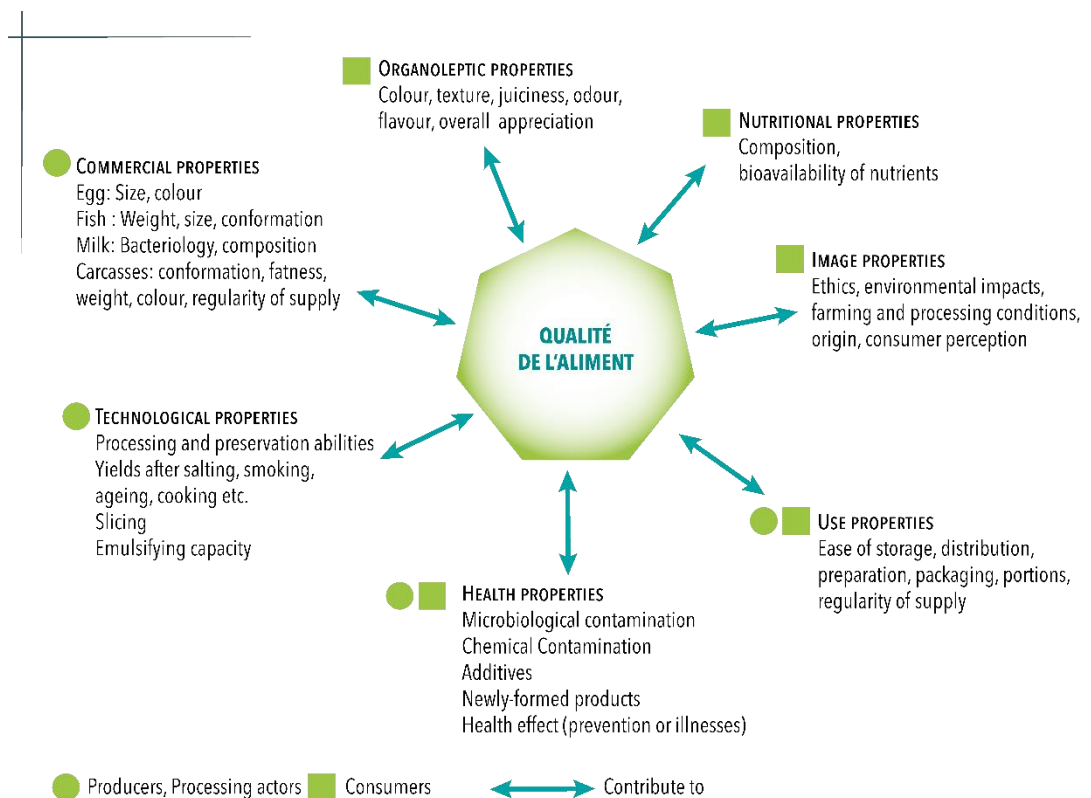 ORGANOLEPTIC PROPERTIES
Colour, texture, juiciness, odour,
flavour, overall appreciation
NUTRITIONAL PROPERTIES
Composition,
bioavailability of nutrients
COMMERCIAL PROPERTIES
Egg: Size, colour
Fish : Weight, size, conformation
Milk: Bacteriology, composition
Carcasses: conformation, fatness,
weight, colour, regularity of supply
IMAGE PROPERTIES
Ethics, environmental impacts,
farming and processing conditions,
origin, consumer perception
QUALITÉ
DE L'ALIMENT
TECHNOLOGICAL PROPERTIES
Processing and preservation abilities
Yields after salting, smoking,
ageing, cooking etc.
Slicing
Emulsifying capacity
USE PROPERTIES
Ease of storage, distribution,
preparation, packaging, portions,
regularity of supply
HEALTH PROPERTIES
Microbiological contamination
Chemical Contamination
Additives
Newly-formed products
Health effect (prevention or illnesses)
Producers, Processing actors
Consumers
Contribute to